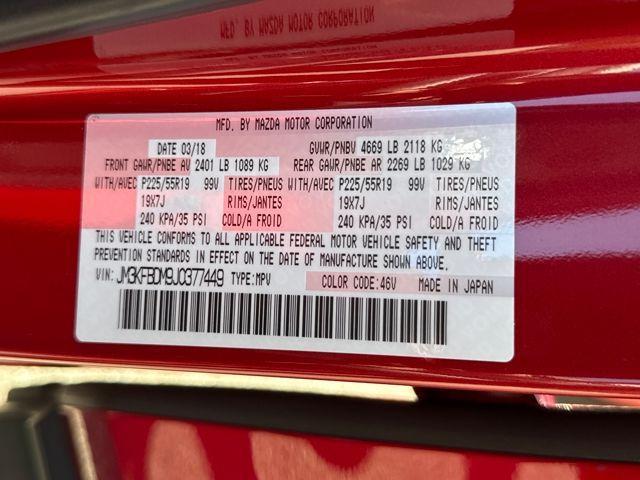 MFD. BY MAZDA MOTOR CORPORATION
DATE 03/18 GVWR/PNBV 4669 LB 2118 KG
FRONT GAWR/PNBE AV 2401 LB 1089 KG REAR GAWR/PNBE AR 2269 LB 1029 KG
WITH/AVEC P225/55R19 99V TIRES/PNEUS WITH/AVEC P225/55R19 99V TIRES/PNEUS
19X7J RIMS/JANTES 19X7J RIMS/JANTES
240 KPA/35 PSI COLD/A FROID 240 KPA/35 PSI COLD/A FROID
THIS VEHICLE CONFORMS TO ALL APPLICABLE FEDERAL MOTOR VEHICLE SAFETY AND THEFT
PREVENTION STANDARDS IN EFFECT ON THE DATE OF MANUFACTURE SHOWN ABOVE.
VIN: JM3KFBDM9J0377449 TYPE:MPV COLOR CODE:46V MADE IN JAPAN